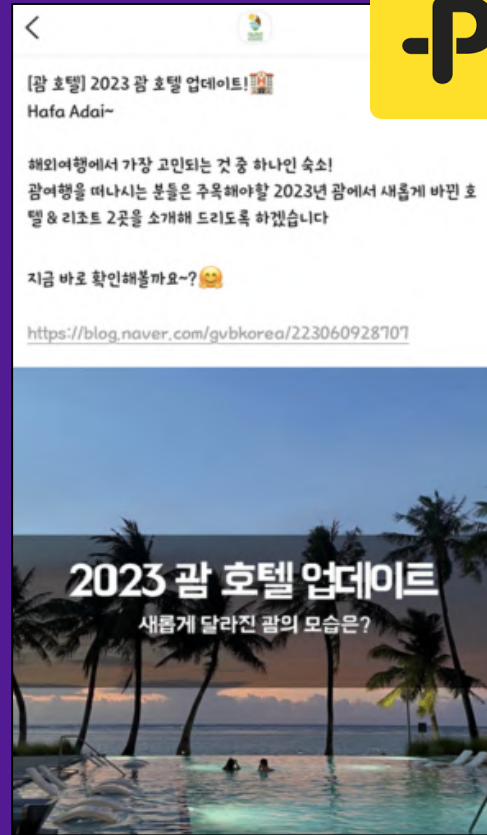 [괌 호텔] 2023 괌 호텔 업데이트!🏨
Hafa Adai~
해외여행에서 가장 고민되는 것 중 하나인 숙소!
괌여행을 떠나시는 분들은 주목해야할 2023년 괌에서 새롭게 바뀐 호
텔 & 리조트 2곳을 소개해 드리도록 하겠습니다
지금 바로 확인해볼까요~?🤗
https://blog.naver.com/gvbkorea/223060928707
2023 괌 호텔 업데이트
새롭게 달라진 괌의 모습은?